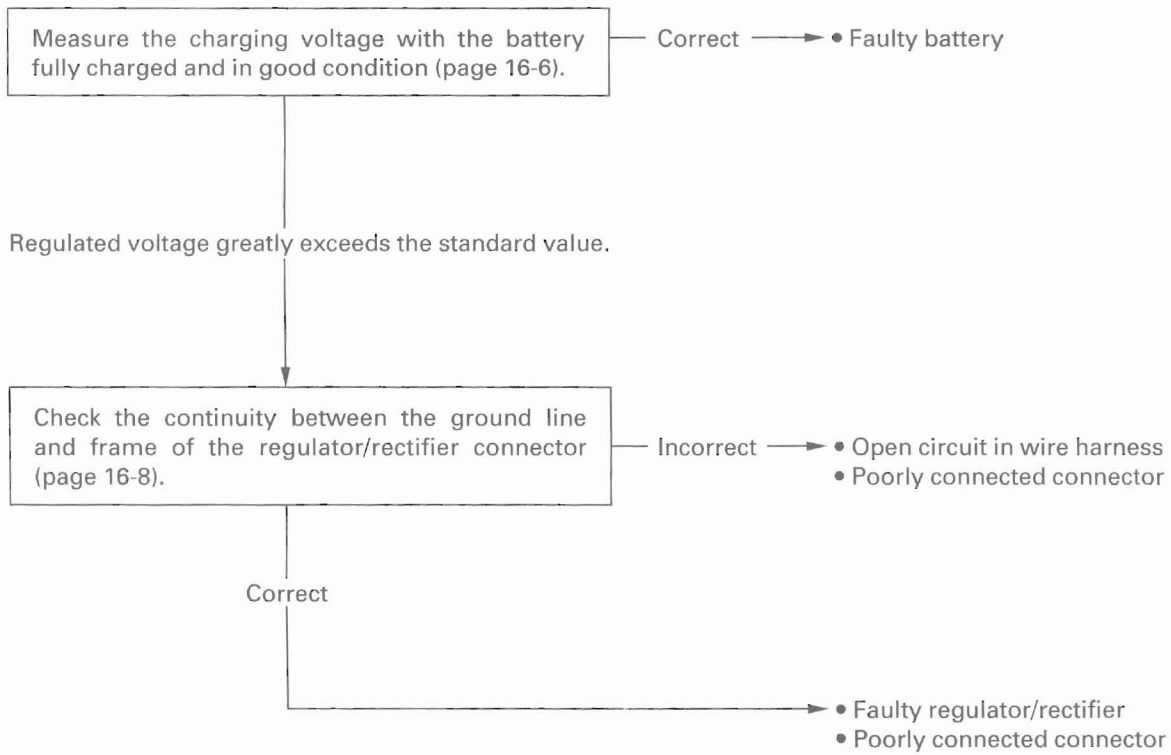 Measure the charging voltage with the battery
fully charged and in good condition (page 16-6).
Correct
• Faulty battery
Regulated voltage greatly exceeds the standard value.
Check the continuity between the ground line
and frame of the regulator/rectifier connector
(page 16-8).
Incorrect
• Open circuit in wire harness
• Poorly connected connector
Correct
• Faulty regulator/rectifier
• Poorly connected connector